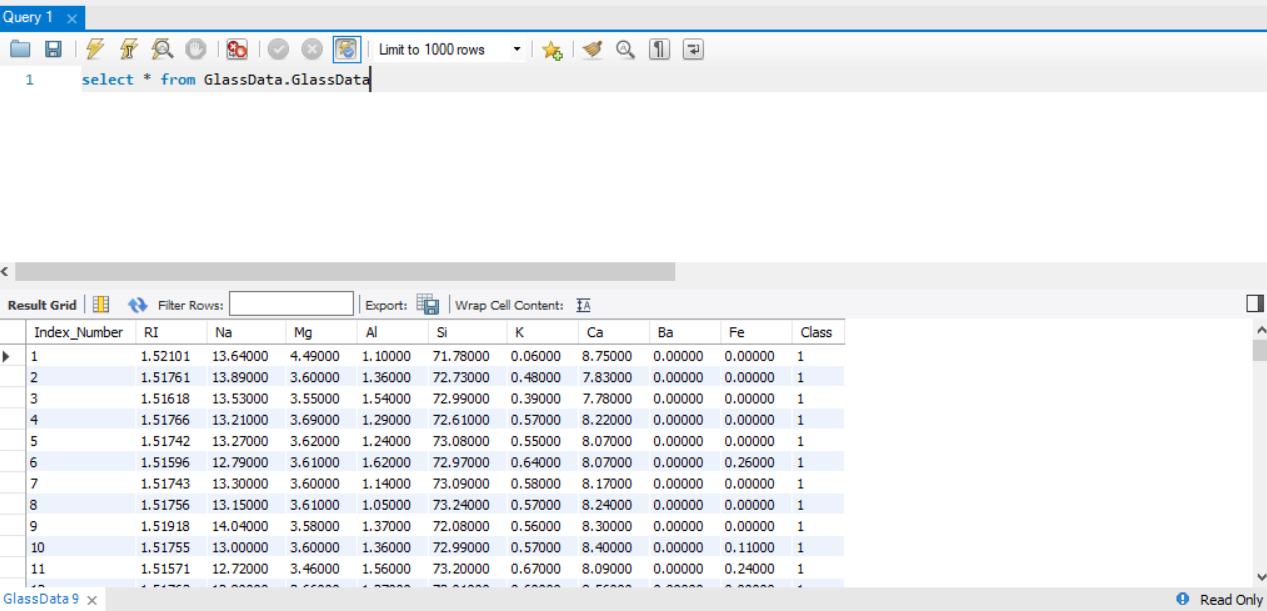 Query 1
Limit to 1000 rows
1 select * from GlassData.GlassData
Result Grid Filter Rows: Export: Wrap Cell Content:
Index_Number RI Na Mg Al Si K Ca Ba Fe Class
1 1.52101 13.64000 4.49000 1.10000 71.78000 0.06000 8.75000 0.00000 0.00000 1
2 1.51761 13.89000 3.60000 1.36000 72.73000 0.48000 7.83000 0.00000 0.00000 1
3 1.51618 13.53000 3.55000 1.54000 72.99000 0.39000 7.78000 0.00000 0.00000 1
4 1.51766 13.21000 3.69000 1.29000 72.61000 0.57000 8.22000 0.00000 0.00000 1
5 1.51742 13.27000 3.62000 1.24000 73.08000 0.55000 8.07000 0.00000 0.00000 1
6 1.51596 12.79000 3.61000 1.62000 72.97000 0.64000 8.07000 0.00000 0.26000 1
7 1.51743 13.30000 3.60000 1.14000 73.09000 0.58000 8.17000 0.00000 0.00000 1
8 1.51756 13.15000 3.61000 1.05000 73.24000 0.57000 8.24000 0.00000 0.00000 1
9 1.51918 14.04000 3.58000 1.37000 72.08000 0.56000 8.30000 0.00000 0.00000 1
10 1.51755 13.00000 3.60000 1.36000 72.99000 0.57000 8.40000 0.00000 0.11000 1
11 1.51571 12.72000 3.46000 1.56000 73.20000 0.67000 8.09000 0.00000 0.24000 1
GlassData 9 Read Only